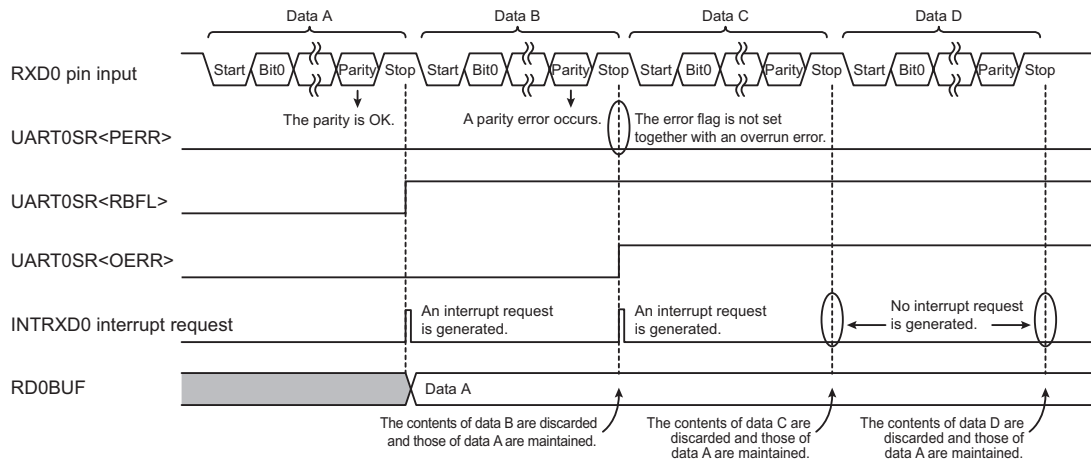 Data A Data B Data C Data D
RXD0 pin input
Start Bit0 Parity Stop Start Bit0 Parity Stop Start Bit0 Parity Stop Start Bit0 Parity Stop
The parity is OK.
A parity error occurs.
The error flag is not set
together with an overrun error.
UART0SR<PERR>
UART0SR<RBFL>
UART0SR<OERR>
INTRXD0 interrupt request
An interrupt request
is generated.
An interrupt request
is generated.
No interrupt request
is generated.
RD0BUF
Data A
The contents of data B are discarded
and those of data A are maintained.
The contents of data C are
discarded and those of
data A are maintained.
The contents of data D are
discarded and those of
data A are maintained.